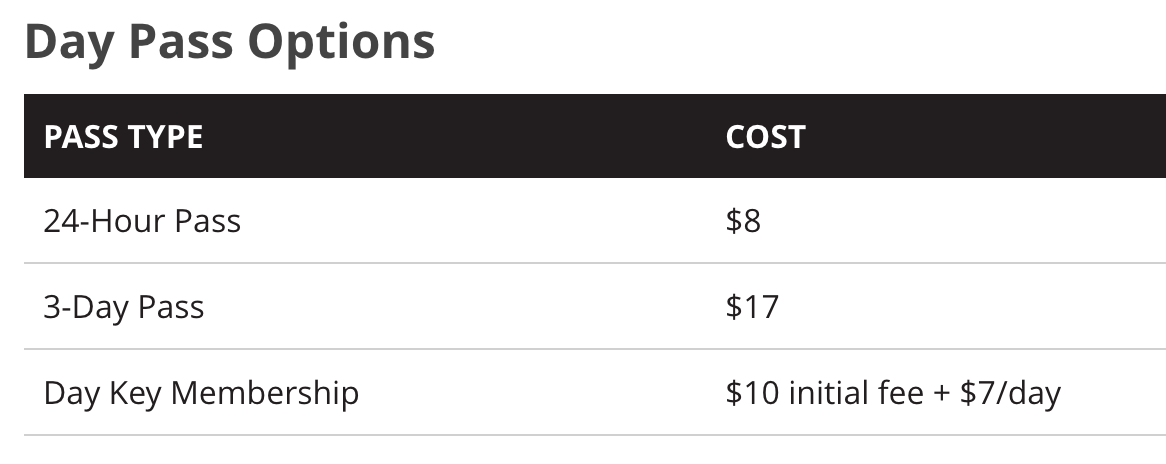 Day Pass Options
PASS TYPE COST
24-Hour Pass $8
3-Day Pass $17
Day Key Membership $10 initial fee + $7/day